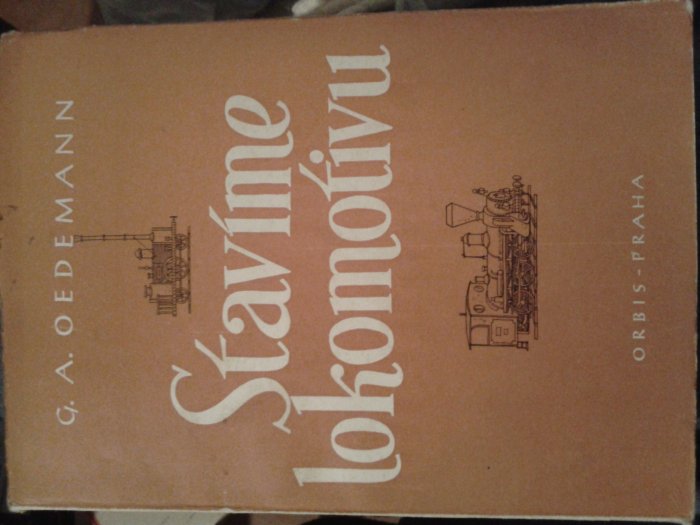 G. A. OEDEMANN
Stavíme
lokomotivu
ORBIS-PRAHA